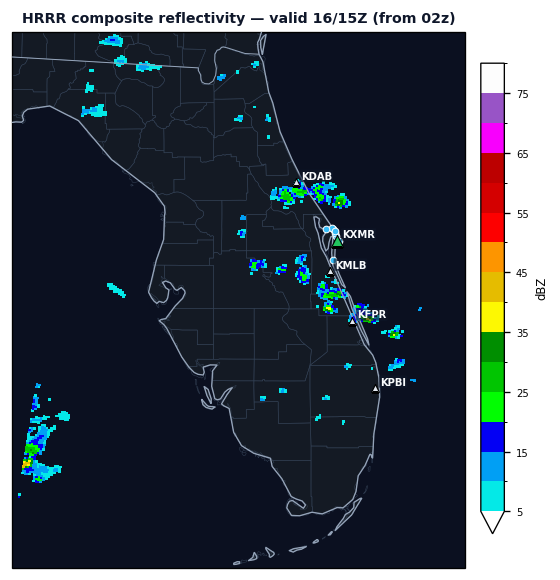 HRRR composite reflectivity — valid 16/15Z (from 02z)
75
65
KDAB
55
KXMR
45
dBZ
KMLB
KFPR
35
KPBI
25
15
5